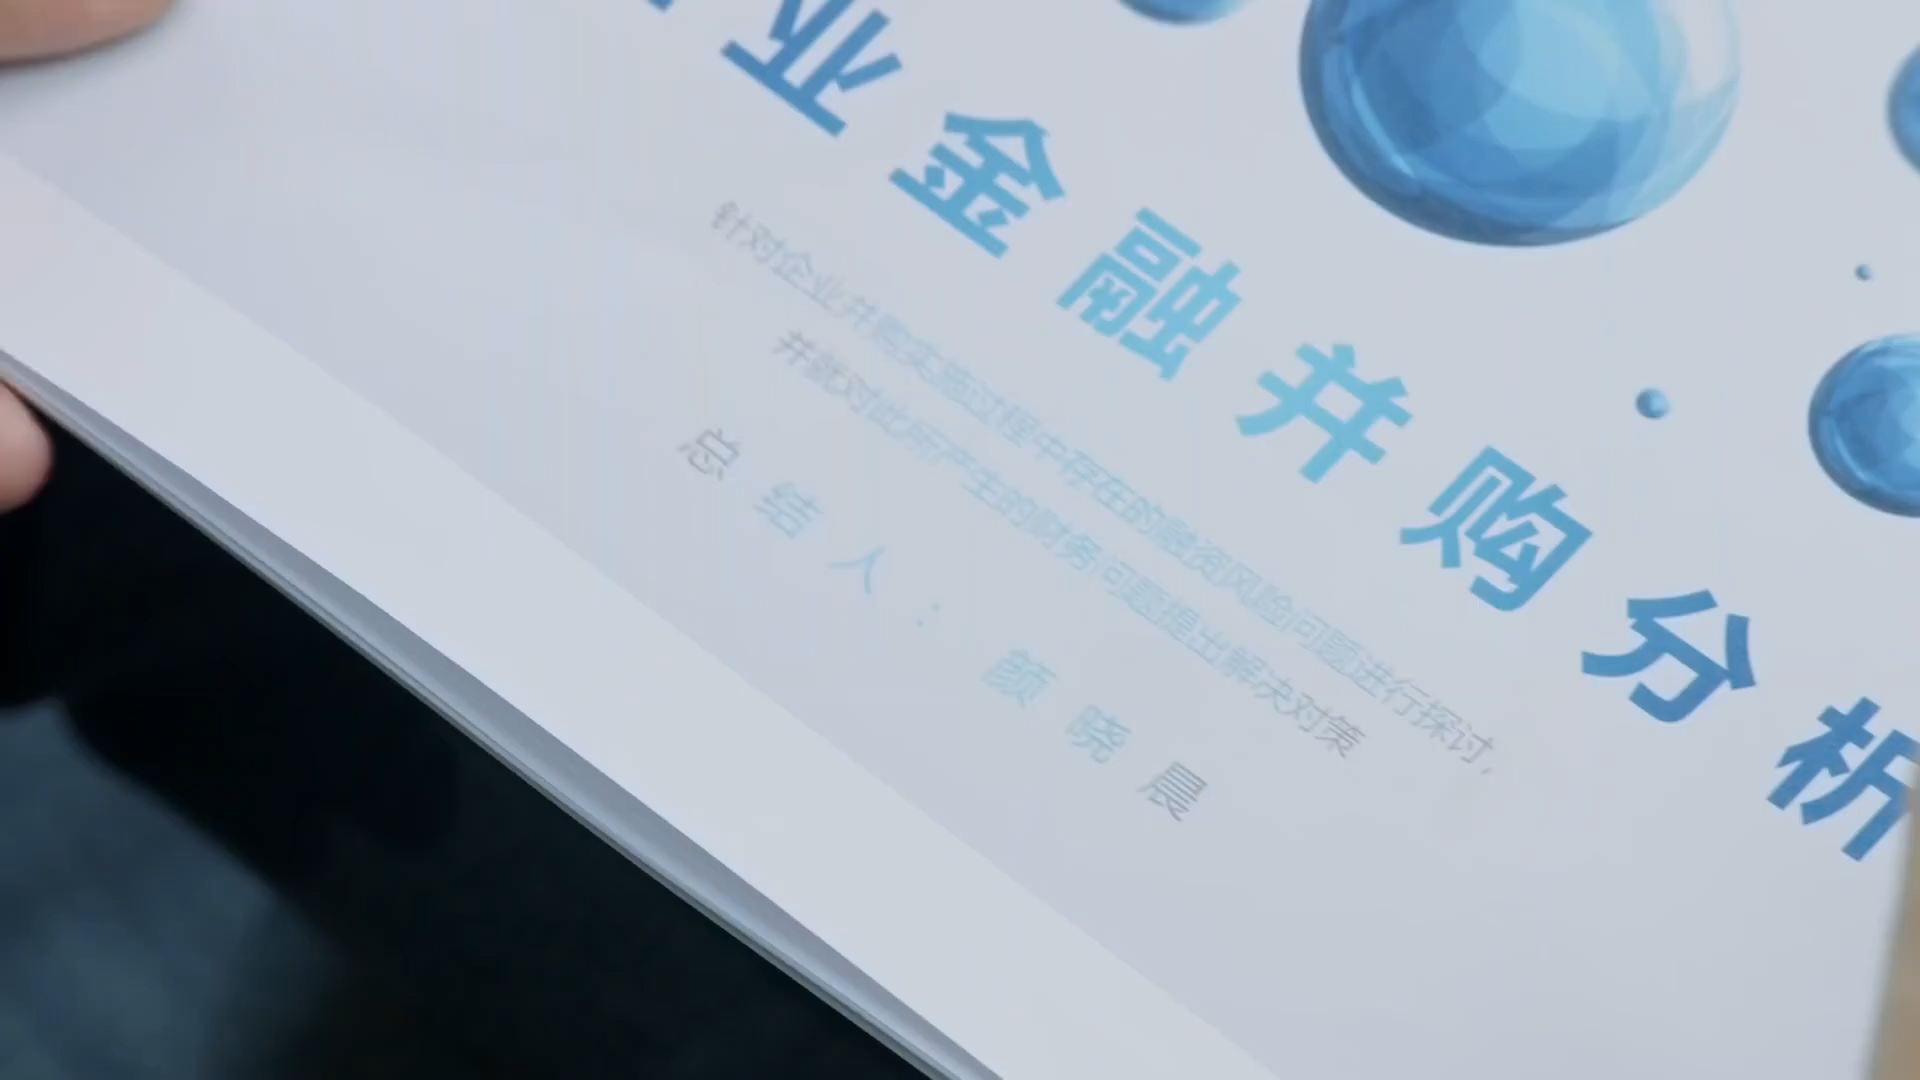 业金融并购分析
针对企业并购实施过程中存在的融资风险问题进行探讨,
并就对此所产生的财务问题提出解决对策
总结人：颜晓晨